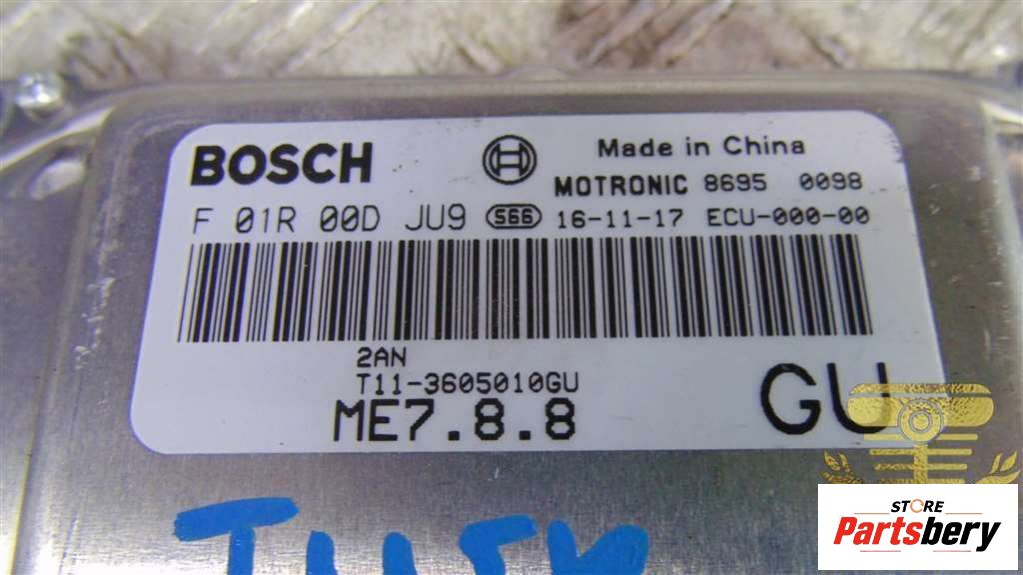 BOSCH Made in China
MOTRONIC 8695 0098
F 01R 00D JU9 S66 16-11-17 ECU-000-00
2AN
T11-3605010GU
ME7.8.8 GU
STORE
Partsbery